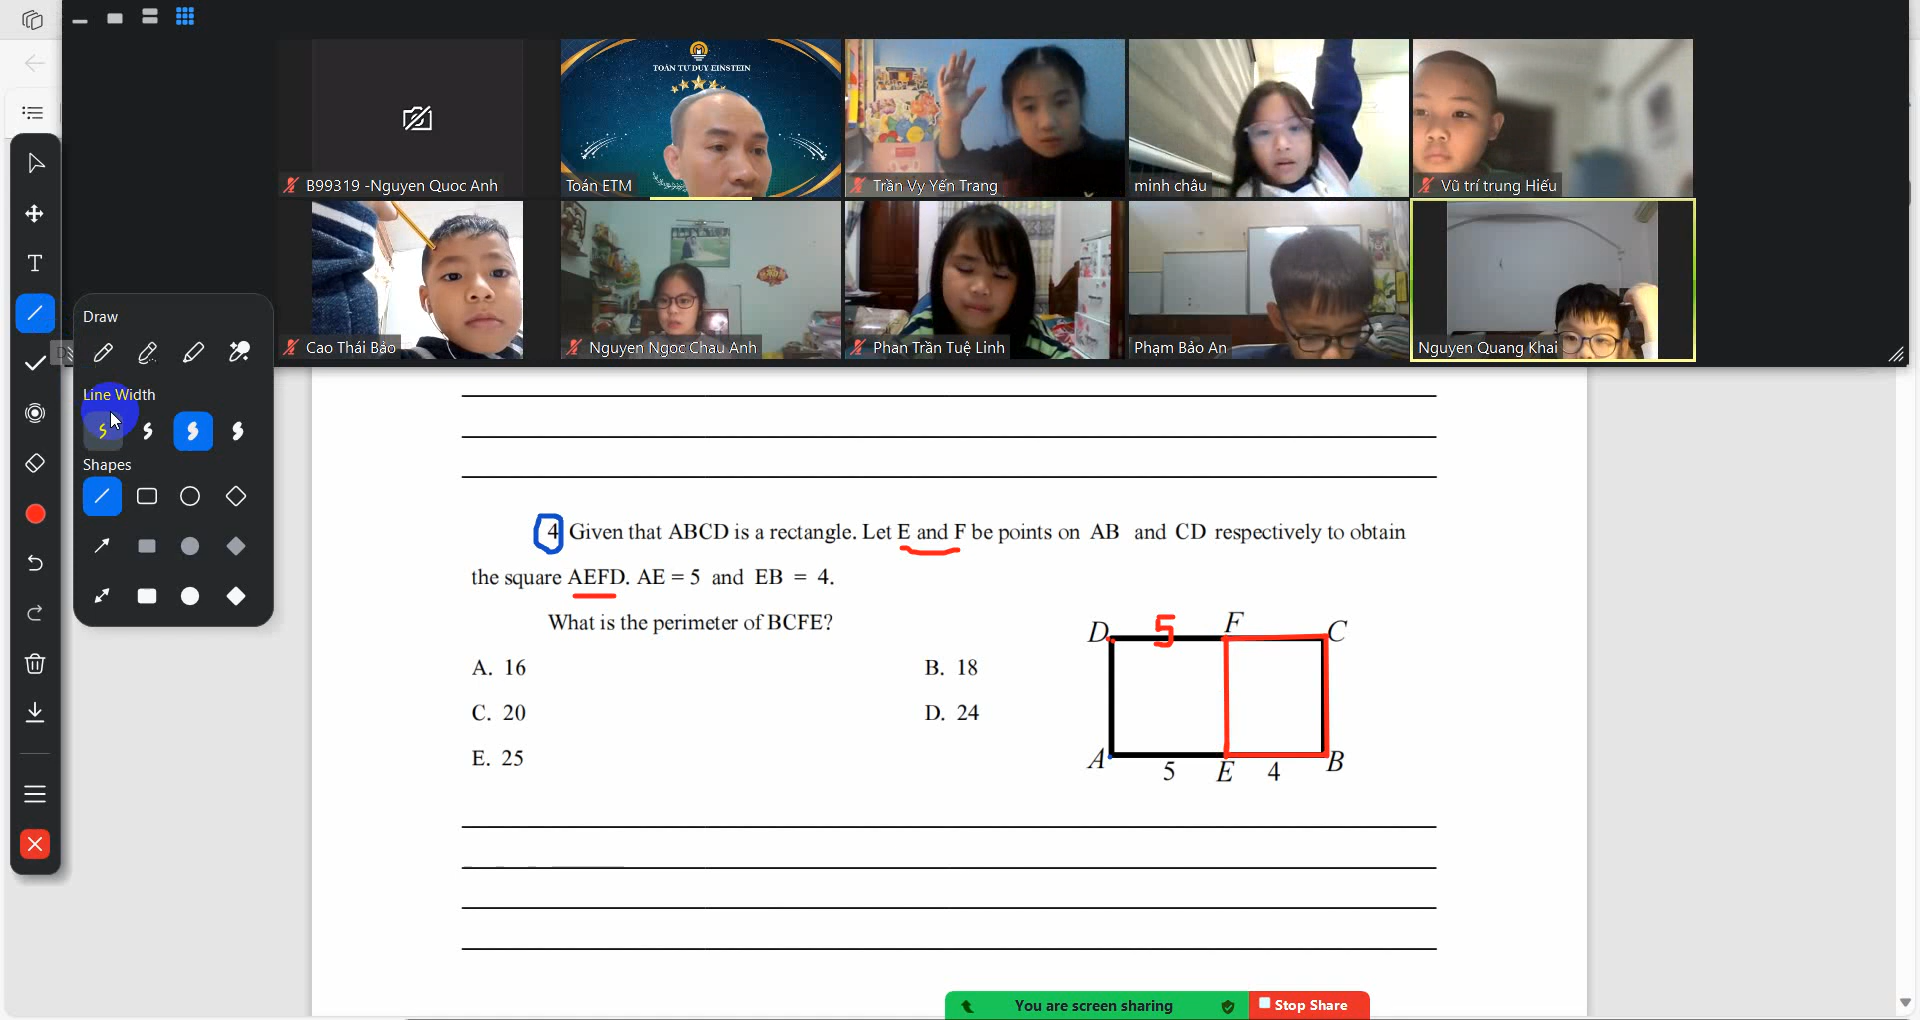 TOÁN TƯ DUY EINSTEIN
B99319 -Nguyen Quoc Anh
Toán ETM
Trần Vy Yến Trang
minh châu
Vũ trí trung Hiếu
Cao Thái Bảo
Nguyen Ngoc Chau Anh
Phan Trần Tuệ Linh
Phạm Bảo An
Nguyen Quang Khai
T
Draw
Line Width
Shapes
4 Given that ABCD is a rectangle. Let E and F be points on AB and CD respectively to obtain
the square AEFD. AE = 5 and EB = 4.
What is the perimeter of BCFE?
A. 16
B. 18
C. 20
D. 24
E. 25
D 5 F C
A 5 E 4 B
You are screen sharing
Stop Share